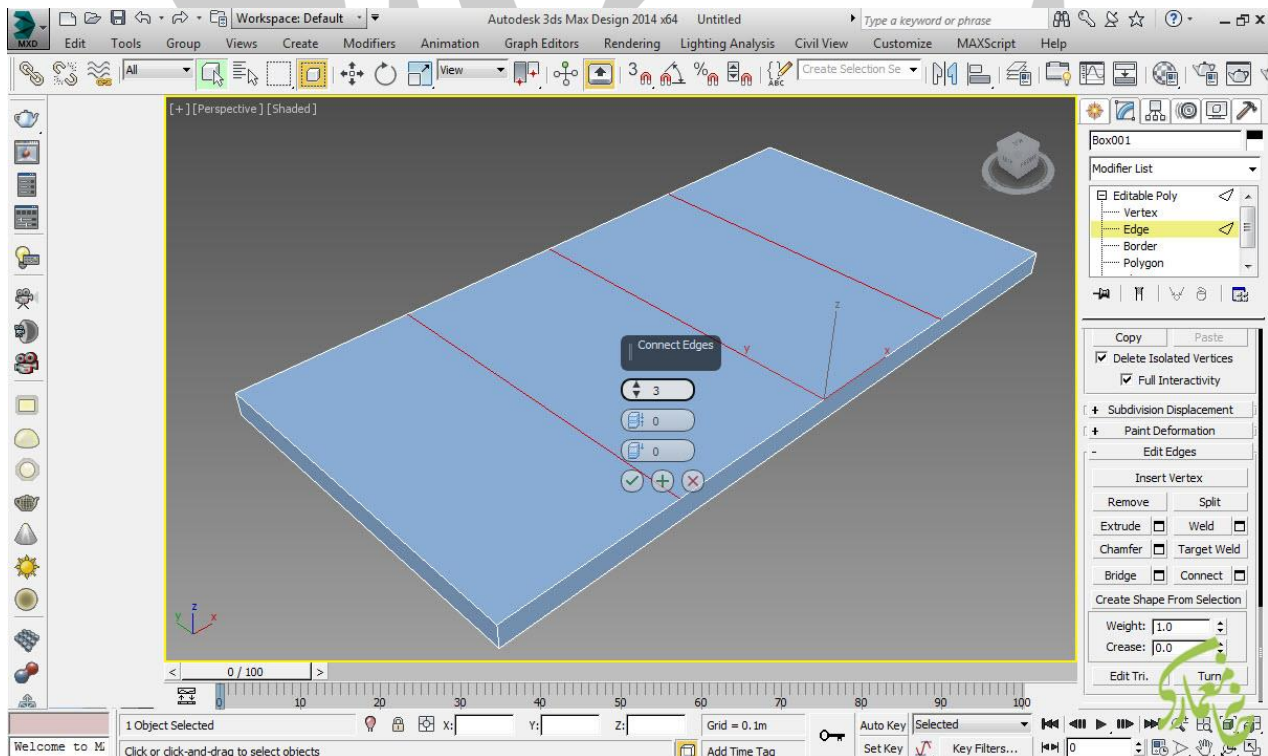 Workspace: Default
Autodesk 3ds Max Design 2014 x64 Untitled
Type a keyword or phrase
MXD
Edit Tools Group Views Create Modifiers Animation Graph Editors Rendering Lighting Analysis Civil View Customize MAXScript Help
All
View
3
%
ABC
Create Selection Se
[+][Perspective][Shaded]
Box001
Modifier List
Editable Poly
Vertex
Edge
Border
Polygon
z
y
x
Connect Edges
3
0
0
Copy Paste
Delete Isolated Vertices
Full Interactivity
+ Subdivision Displacement
+ Paint Deformation
- Edit Edges
Insert Vertex
Remove Split
Extrude Weld
Chamfer Target Weld
Bridge Connect
Create Shape From Selection
Weight: 1.0
Crease: 0.0
Edit Tri. Turn
z
y x
< 0 / 100 >
0 10 20 30 40 50 60 70 80 90 100
1 Object Selected X: Y: Z: Grid = 0.1m Auto Key Selected
Welcome to M Click or click-and-drag to select objects Add Time Tag Set Key Key Filters... 0